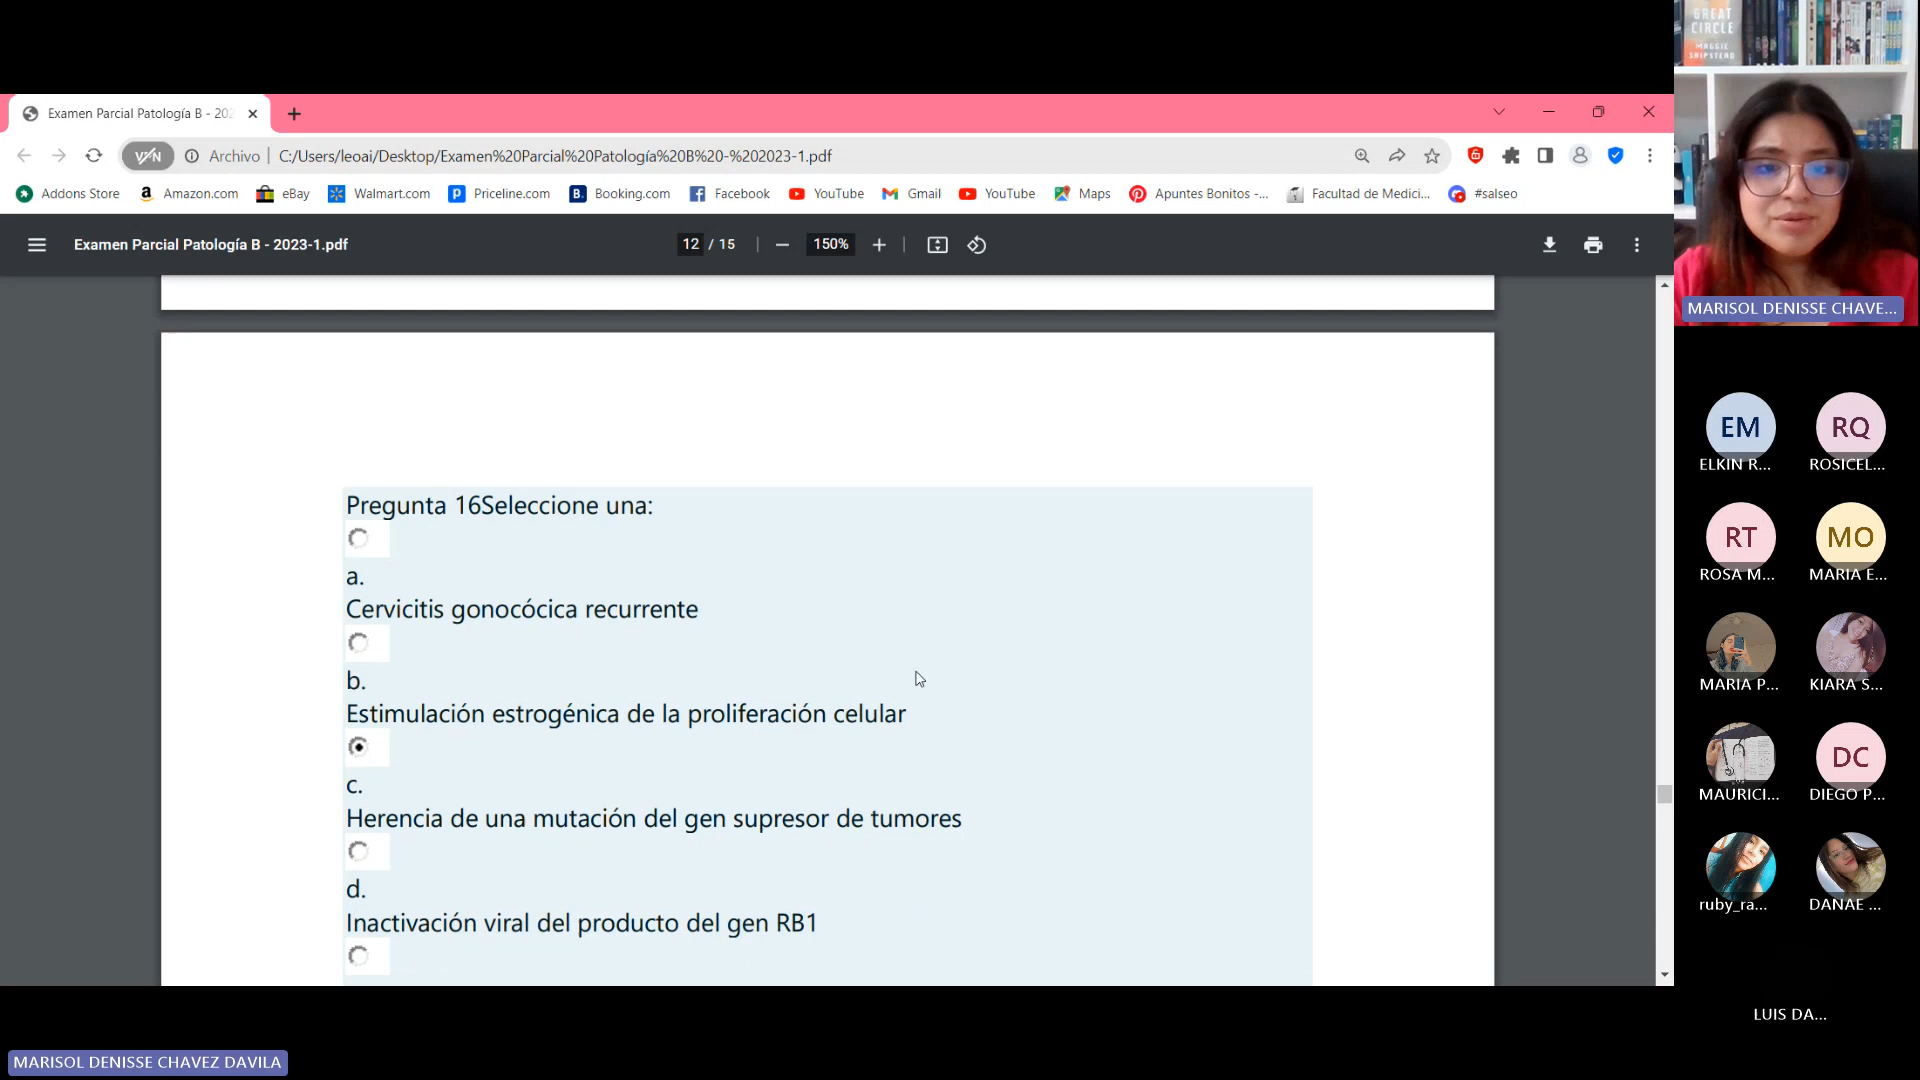 GREAT
CIRCLE
MAGGIE
SHIPSTEAD
Examen Parcial Patología B - 202
VPN
Archivo
C:/Users/leoai/Desktop/Examen%20Parcial%20Patología%20B%20-%202023-1.pdf
Addons Store
Amazon.com
eBay
Walmart.com
Priceline.com
Booking.com
Facebook
YouTube
Gmail
YouTube
Maps
Apuntes Bonitos -...
Facultad de Medici...
#salseo
Examen Parcial Patología B - 2023-1.pdf
12 / 15
150%
Pregunta 16Seleccione una:
a.
Cervicitis gonocócica recurrente
b.
Estimulación estrogénica de la proliferación celular
c.
Herencia de una mutación del gen supresor de tumores
d.
Inactivación viral del producto del gen RB1
MARISOL DENISSE CHAVE...
EM
ELKIN R...
RQ
ROSICEL...
RT
ROSA M...
MO
MARIA E...
MARIA P...
KIARA S...
MAURICI...
DC
DIEGO P...
ruby_ra...
DANAE ...
LUIS DA...
MARISOL DENISSE CHAVEZ DAVILA